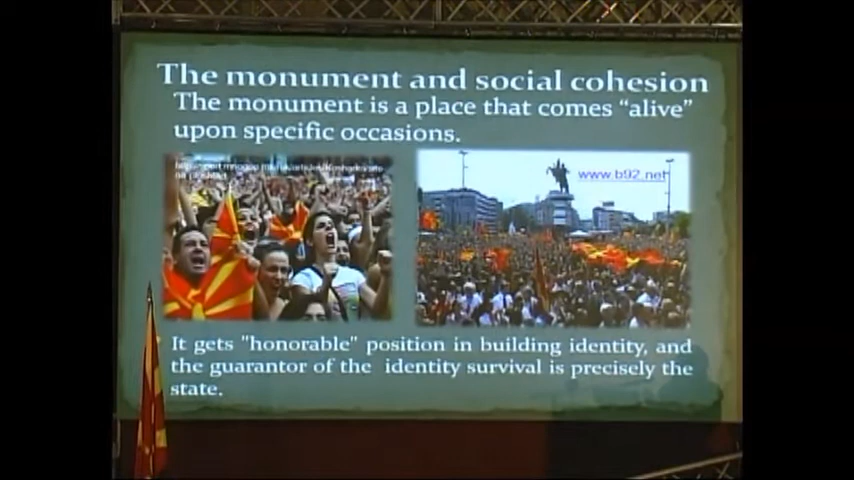 The monument and social cohesion
The monument is a place that comes “alive”
upon specific occasions.
www.b92.net
It gets "honorable" position in building identity, and
the guarantor of the identity survival is precisely the
state.